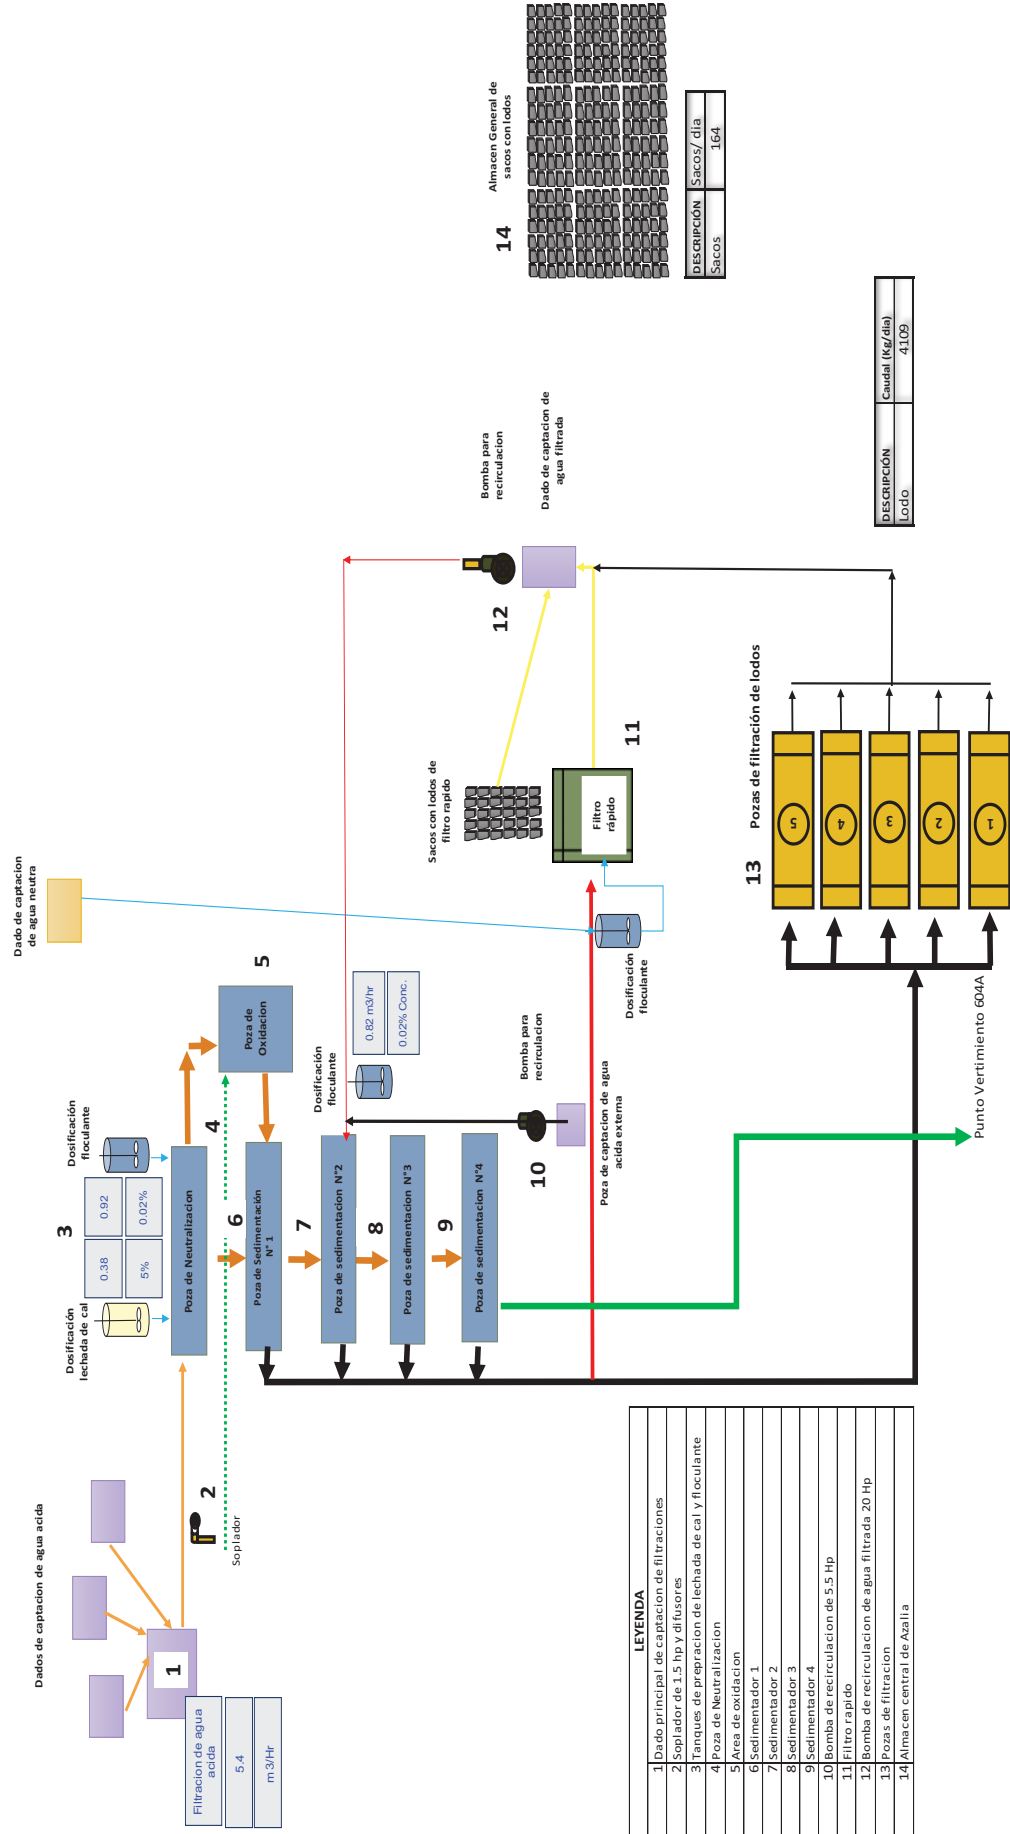 Dados de captacion de agua acida
1
Filtracion de agua
acida
5.4
m3/Hr
2
Soplador
Dosificación
lechada de cal
3
0.38
0.92
5%
0.02%
Dosificación
floculante
Poza de Neutralizacion
4
Poza de
Oxidacion
5
6
Poza de Sedimentación
N° 1
7
Poza de sedimentacion N°2
8
Poza de sedimentacion N°3
9
Poza de sedimentacion N°4
Dosificación
floculante
0.82 m3/hr
0.02% Conc.
Dado de captacion
de agua neutra
10
Bomba para
recirculacion
Poza de captacion de agua
acida externa
Dosificación
floculante
Sacos con lodos de
filtro rapido
Filtro
rápido
11
12
Bomba para
recirculacion
Dado de captacion de
agua filtrada
14
Almacen General de
sacos con lodos
DESCRIPCIÓN Sacos/ dia
Sacos 164
13
Pozas de filtración de lodos
5
4
3
2
1
DESCRIPCIÓN Caudal (Kg/dia)
Lodo 4109
Punto Vertimiento 604A
LEYENDA
1 Dado principal de captacion de filtraciones
2 Soplador de 1.5 hp y difusores
3 Tanques de prepracion de lechada de cal y floculante
4 Poza de Neutralizacion
5 Area de oxidacion
6 Sedimentador 1
7 Sedimentador 2
8 Sedimentador 3
9 Sedimentador 4
10 Bomba de recirculacion de 5.5 Hp
11 Filtro rapido
12 Bomba de recirculacion de agua filtrada 20 Hp
13 Pozas de filtracion
14 Almacen central de Azalia